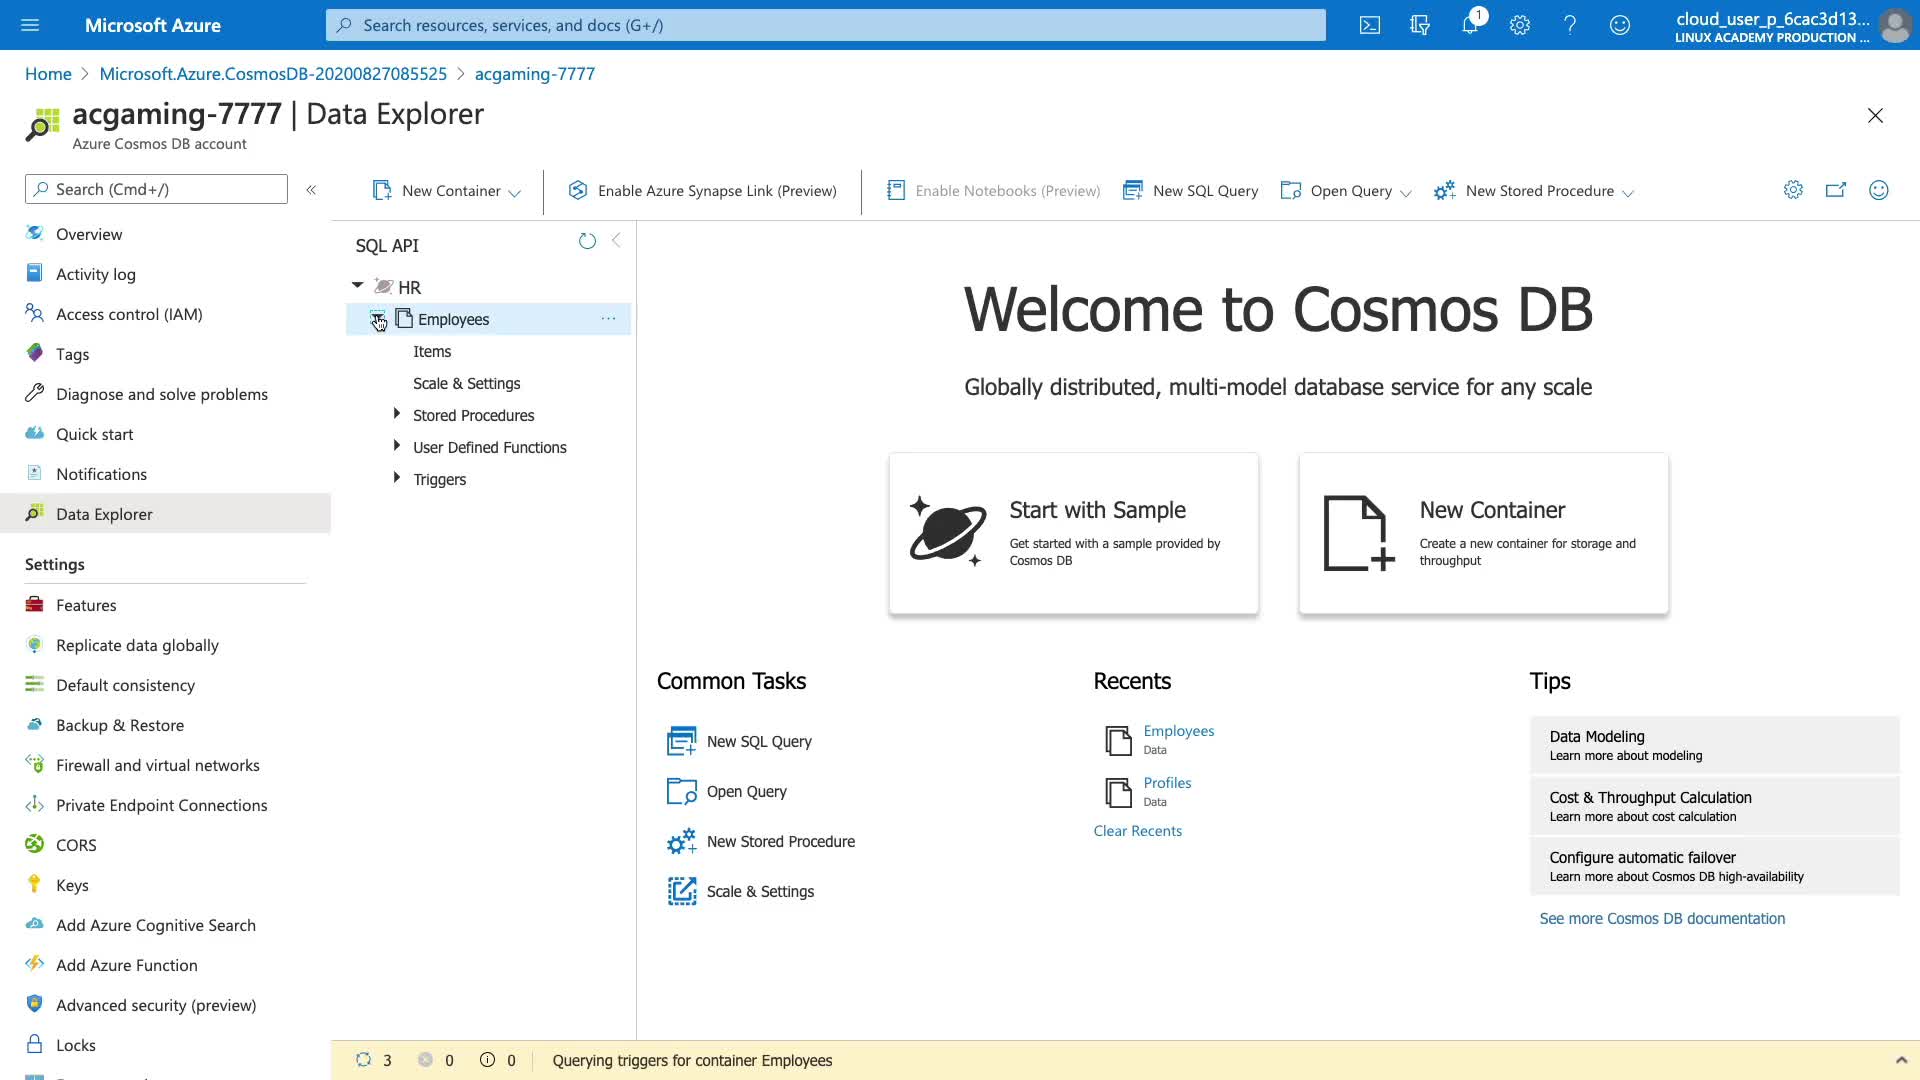 Microsoft Azure
Search resources, services, and docs (G+/)
1
cloud_user_p_6cac3d13...
LINUX ACADEMY PRODUCTION ...
Home > Microsoft.Azure.CosmosDB-20200827085525 > acgaming-7777
acgaming-7777 | Data Explorer
Azure Cosmos DB account
Search (Cmd+/)
Overview
Activity log
Access control (IAM)
Tags
Diagnose and solve problems
Quick start
Notifications
Data Explorer
Settings
Features
Replicate data globally
Default consistency
Backup & Restore
Firewall and virtual networks
Private Endpoint Connections
CORS
Keys
Add Azure Cognitive Search
Add Azure Function
Advanced security (preview)
Locks
New Container
Enable Azure Synapse Link (Preview)
Enable Notebooks (Preview)
New SQL Query
Open Query
New Stored Procedure
SQL API
HR
Employees
Items
Scale & Settings
Stored Procedures
User Defined Functions
Triggers
Welcome to Cosmos DB
Globally distributed, multi-model database service for any scale
Start with Sample
Get started with a sample provided by
Cosmos DB
New Container
Create a new container for storage and
throughput
Common Tasks
New SQL Query
Open Query
New Stored Procedure
Scale & Settings
Recents
Employees
Data
Profiles
Data
Clear Recents
Tips
Data Modeling
Learn more about modeling
Cost & Throughput Calculation
Learn more about cost calculation
Configure automatic failover
Learn more about Cosmos DB high-availability
See more Cosmos DB documentation
3 0 0 Querying triggers for container Employees